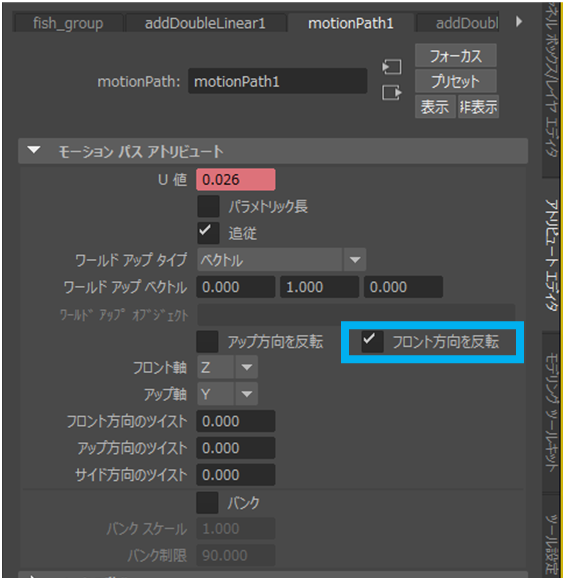 fish_group addDoubleLinear1 motionPath1 addDoubl
フォーカス
motionPath: motionPath1 プリセット
表示 非表示
モーション パス アトリビュート
U 値 0.026
パラメトリック長
追従
ワールド アップ タイプ ベクトル
ワールド アップ ベクトル 0.000 1.000 0.000
ワールド アップ オブジェクト
アップ方向を反転 フロント方向を反転
フロント軸 Z
アップ軸 Y
フロント方向のツイスト 0.000
アップ方向のツイスト 0.000
サイド方向のツイスト 0.000
バンク
バンク スケール 1.000
バンク制限 90.000
ネル ボックス/レイヤ エディタ
アトリビュート エディタ
モデリング ツールキット
ツール設定